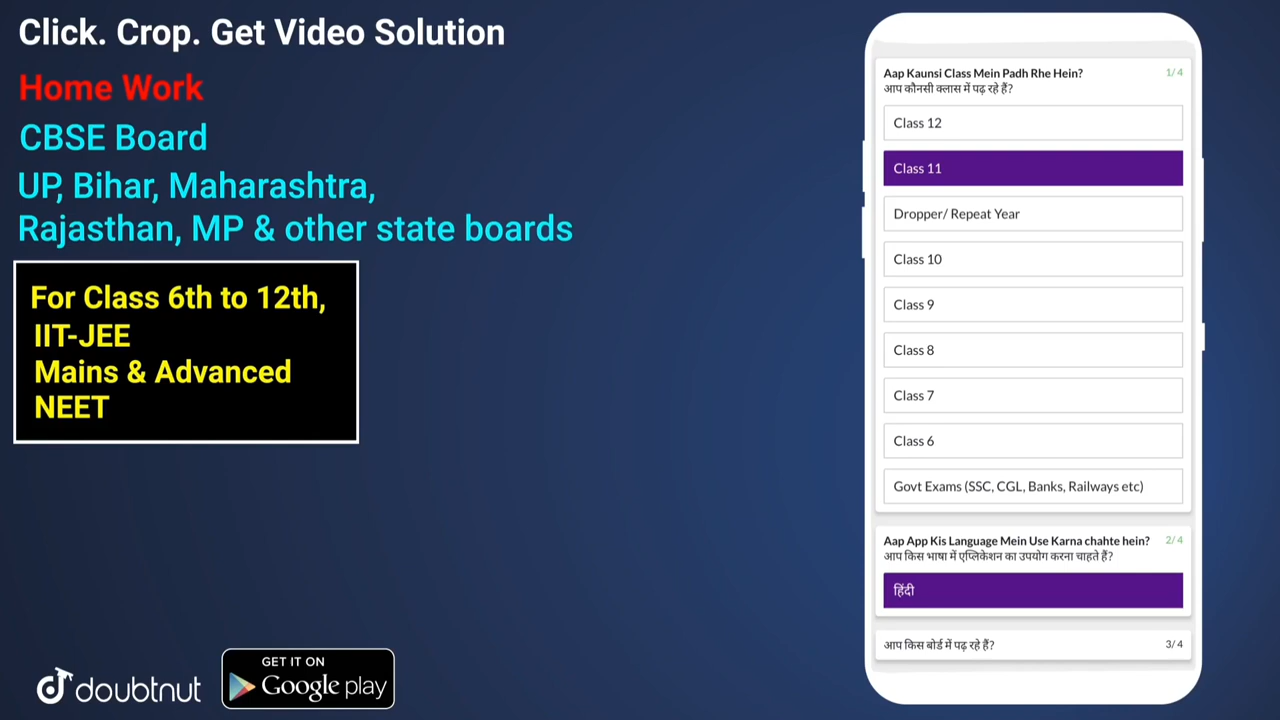 Click. Crop. Get Video Solution
Home Work
CBSE Board
UP, Bihar, Maharashtra,
Rajasthan, MP & other state boards
For Class 6th to 12th,
IIT-JEE
Mains & Advanced
NEET
doubtnut
GET IT ON
Google play
Aap Kaunsi Class Mein Padh Rhe Hein? 1/4
आप कौनसी क्लास में पढ़ रहे हैं?
Class 12
Class 11
Dropper/ Repeat Year
Class 10
Class 9
Class 8
Class 7
Class 6
Govt Exams (SSC, CGL, Banks, Railways etc)
Aap App Kis Language Mein Use Karna chahte hein? 2/4
आप किस भाषा में एप्लिकेशन का उपयोग करना चाहते हैं?
हिंदी
आप किस बोर्ड में पढ़ रहे हैं? 3/4